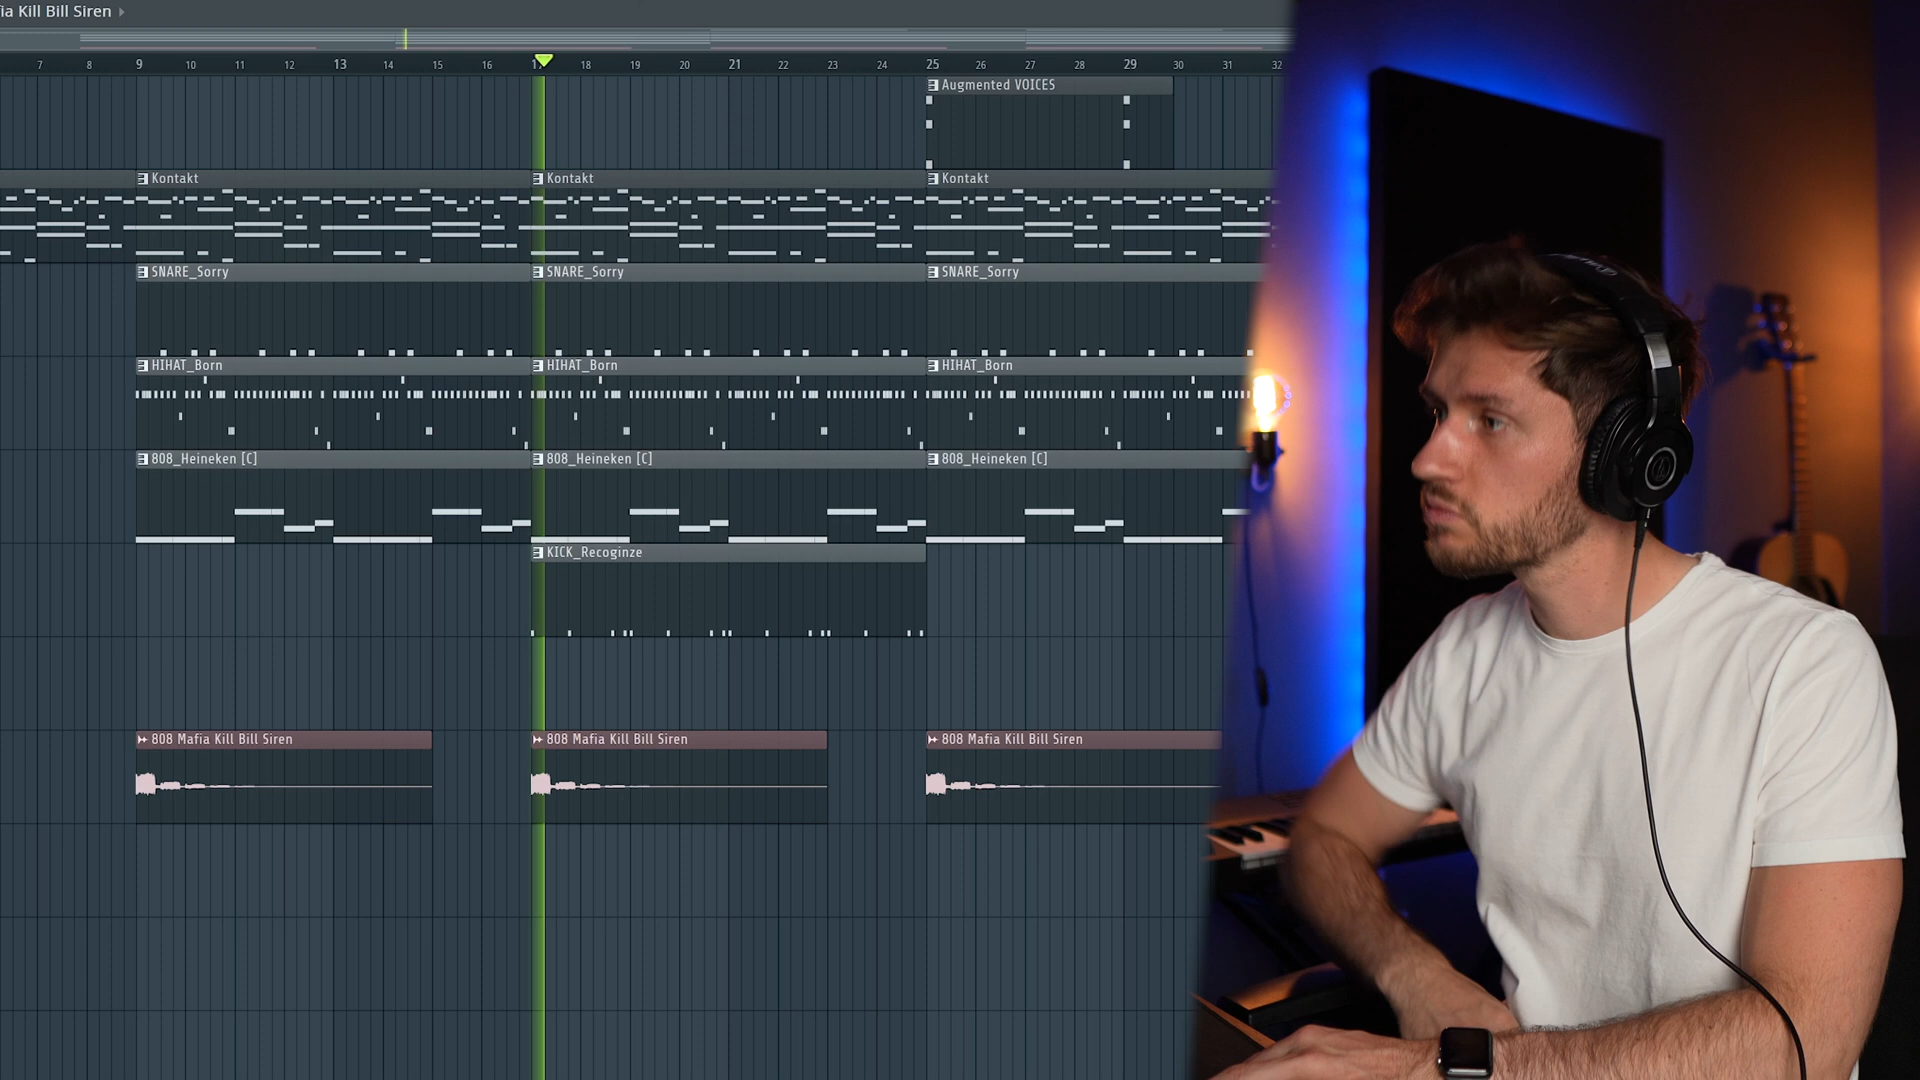 ia Kill Bill Siren
7 8 9 10 11 12 13 14 15 16 17 18 19 20 21 22 23 24 25 26 27 28 29 30 31 32
Augmented VOICES
Kontakt Kontakt Kontakt
SNARE_Sorry SNARE_Sorry SNARE_Sorry
HIHAT_Born HIHAT_Born HIHAT_Born
808_Heineken [C] 808_Heineken [C] 808_Heineken [C]
KICK_Recoginze
808 Mafia Kill Bill Siren 808 Mafia Kill Bill Siren 808 Mafia Kill Bill Siren